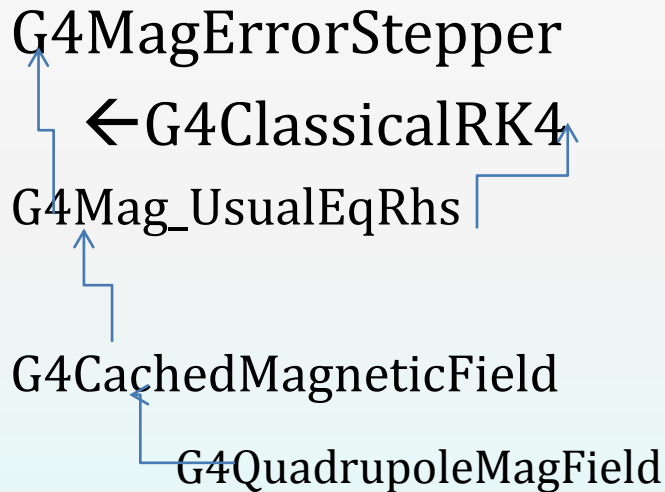 G4MagErrorStepper
←G4ClassicalRK4
G4Mag_UsualEqRhs
G4CachedMagneticField
G4QuadrupoleMagField